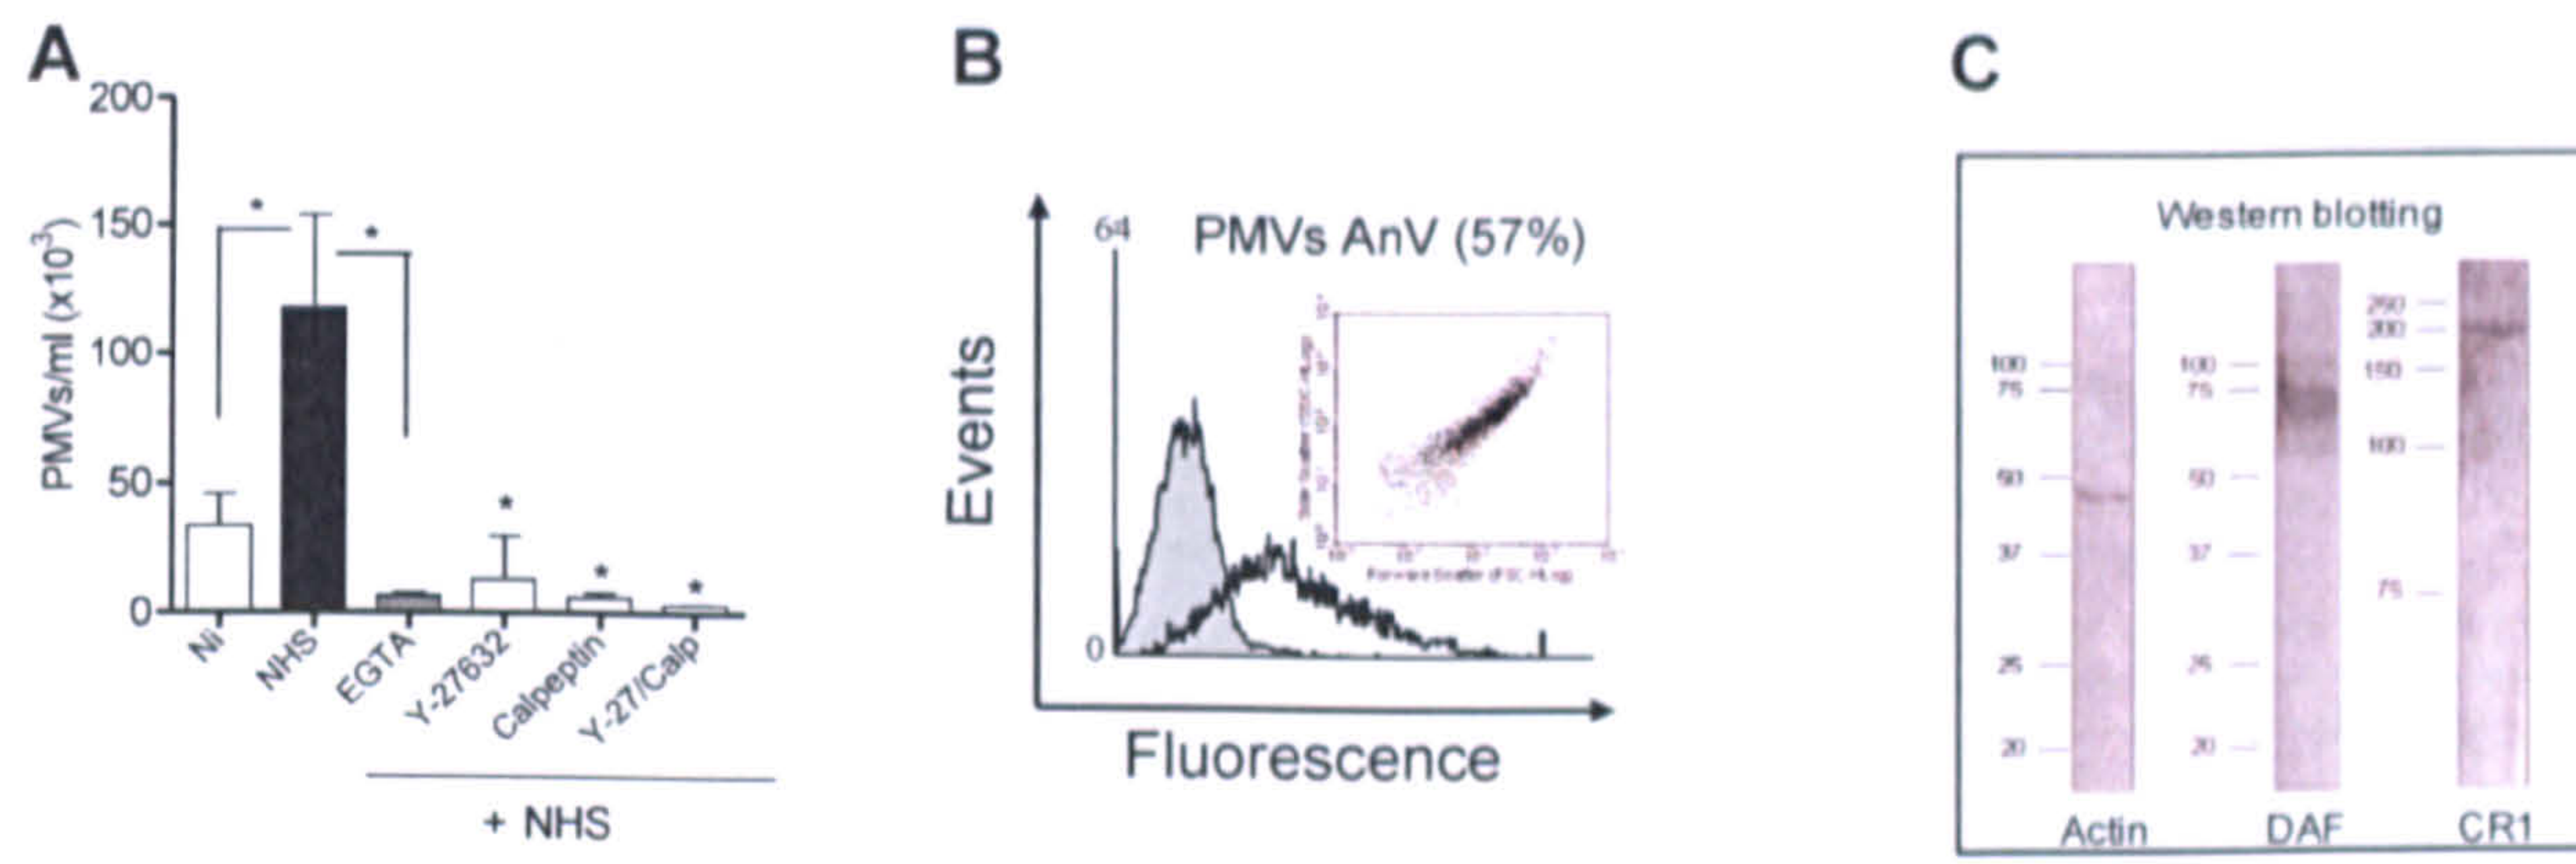 A
200
150
100
50
0
PMVs/ml (x10³)
*
*
*
*
*
Ni
NHS
EGTA
Y-27632
Calpeptin
Y-27/Calp
+ NHS
B
64
0
PMVs AnV (57%)
Events
Fluorescence
C
Western blotting
100
75
50
37
25
20
Actin
100
75
50
37
25
20
DAF
250
200
150
100
75
CR1